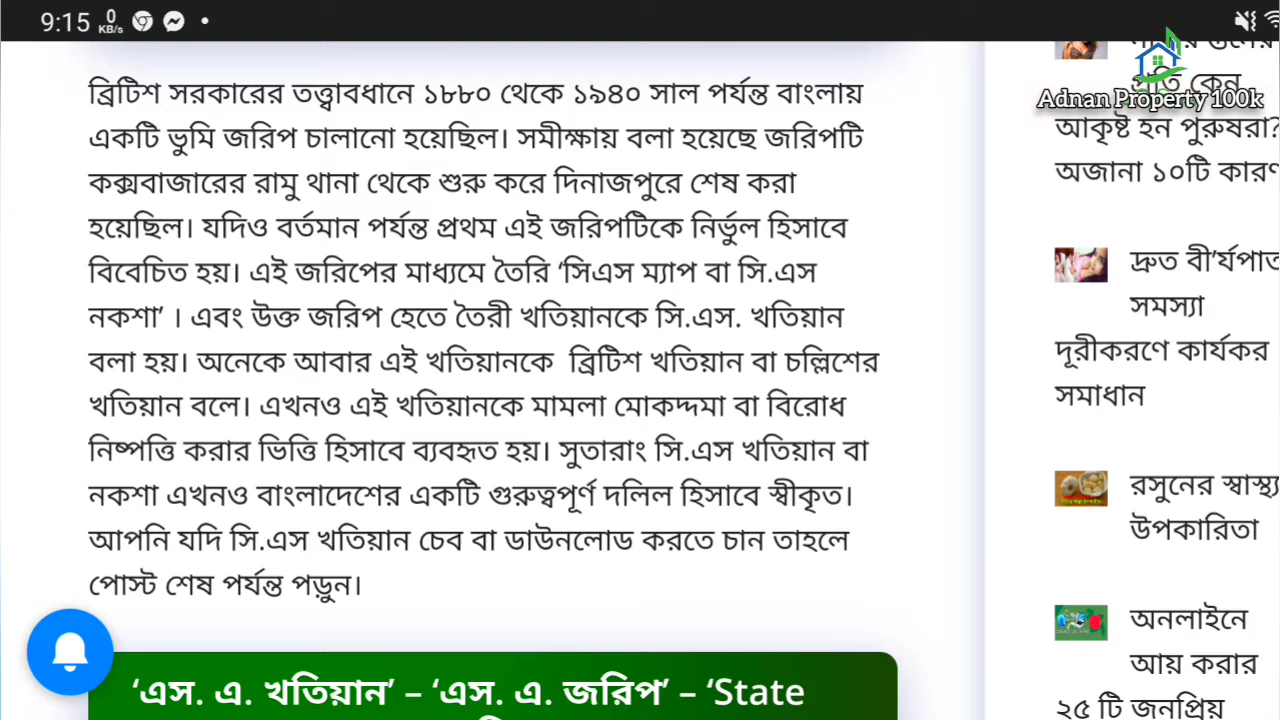 9:15 0 KB/s
ব্রিটিশ সরকারের তত্ত্বাবধানে ১৮৮০ থেকে ১৯৪০ সাল পর্যন্ত বাংলায়
একটি ভুমি জরিপ চালানো হয়েছিল। সমীক্ষায় বলা হয়েছে জরিপটি
কক্সবাজারের রামু থানা থেকে শুরু করে দিনাজপুরে শেষ করা
হয়েছিল। যদিও বর্তমান পর্যন্ত প্রথম এই জরিপটিকে নির্ভুল হিসাবে
বিবেচিত হয়। এই জরিপের মাধ্যমে তৈরি ‘সিএস ম্যাপ বা সি.এস
নকশা’ । এবং উক্ত জরিপ হেতে তৈরী খতিয়ানকে সি.এস. খতিয়ান
বলা হয়। অনেকে আবার এই খতিয়ানকে ব্রিটিশ খতিয়ান বা চল্লিশের
খতিয়ান বলে। এখনও এই খতিয়ানকে মামলা মোকদ্দমা বা বিরোধ
নিষ্পত্তি করার ভিত্তি হিসাবে ব্যবহৃত হয়। সুতারাং সি.এস খতিয়ান বা
নকশা এখনও বাংলাদেশের একটি গুরুত্বপূর্ণ দলিল হিসাবে স্বীকৃত।
আপনি যদি সি.এস খতিয়ান চেব বা ডাউনলোড করতে চান তাহলে
পোস্ট শেষ পর্যন্ত পড়ুন।
‘এস. এ. খতিয়ান’ – ‘এস. এ. জরিপ’ – ‘State
প্রতি কেন
Adnan Property 100k
আকৃষ্ট হন পুরুষরা?
অজানা ১০টি কারণ
দ্রুত বী’র্যপাত
সমস্যা
দূরীকরণে কার্যকর
সমাধান
রসুনের স্বাস্থ্য
উপকারিতা
অনলাইনে
আয় করার
২৫ টি জনপ্রিয়